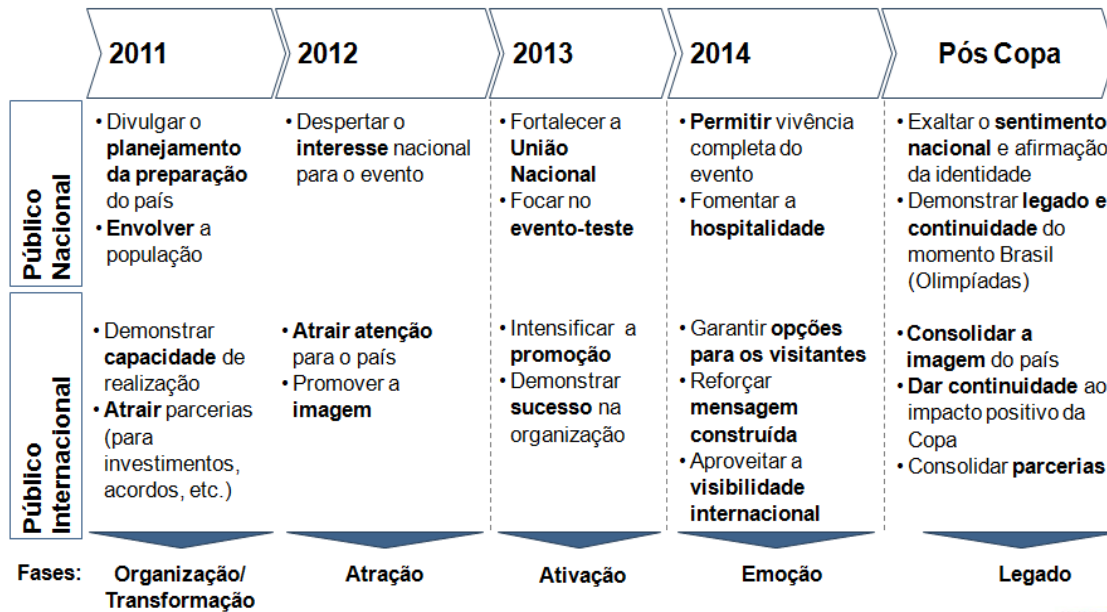 2011
2012
2013
2014
Pós Copa
Público
Nacional
• Divulgar o
planejamento
da preparação
do país
• Envolver a
população
• Despertar o
interesse nacional
para o evento
• Fortalecer a
União
Nacional
• Focar no
evento-teste
• Permitir vivência
completa do
evento
• Fomentar a
hospitalidade
• Exaltar o sentimento
nacional e afirmação
da identidade
• Demonstrar legado e
continuidade do
momento Brasil
(Olimpíadas)
Público
Internacional
• Demonstrar
capacidade de
realização
• Atrair parcerias
(para
investimentos,
acordos, etc.)
• Atrair atenção
para o país
• Promover a
imagem
• Intensificar a
promoção
• Demonstrar
sucesso na
organização
• Garantir opções
para os visitantes
• Reforçar
mensagem
construída
• Aproveitar a
visibilidade
internacional
• Consolidar a
imagem do país
• Dar continuidade ao
impacto positivo da
Copa
• Consolidar parcerias
Fases:
Organização/
Transformação
Atração
Ativação
Emoção
Legado